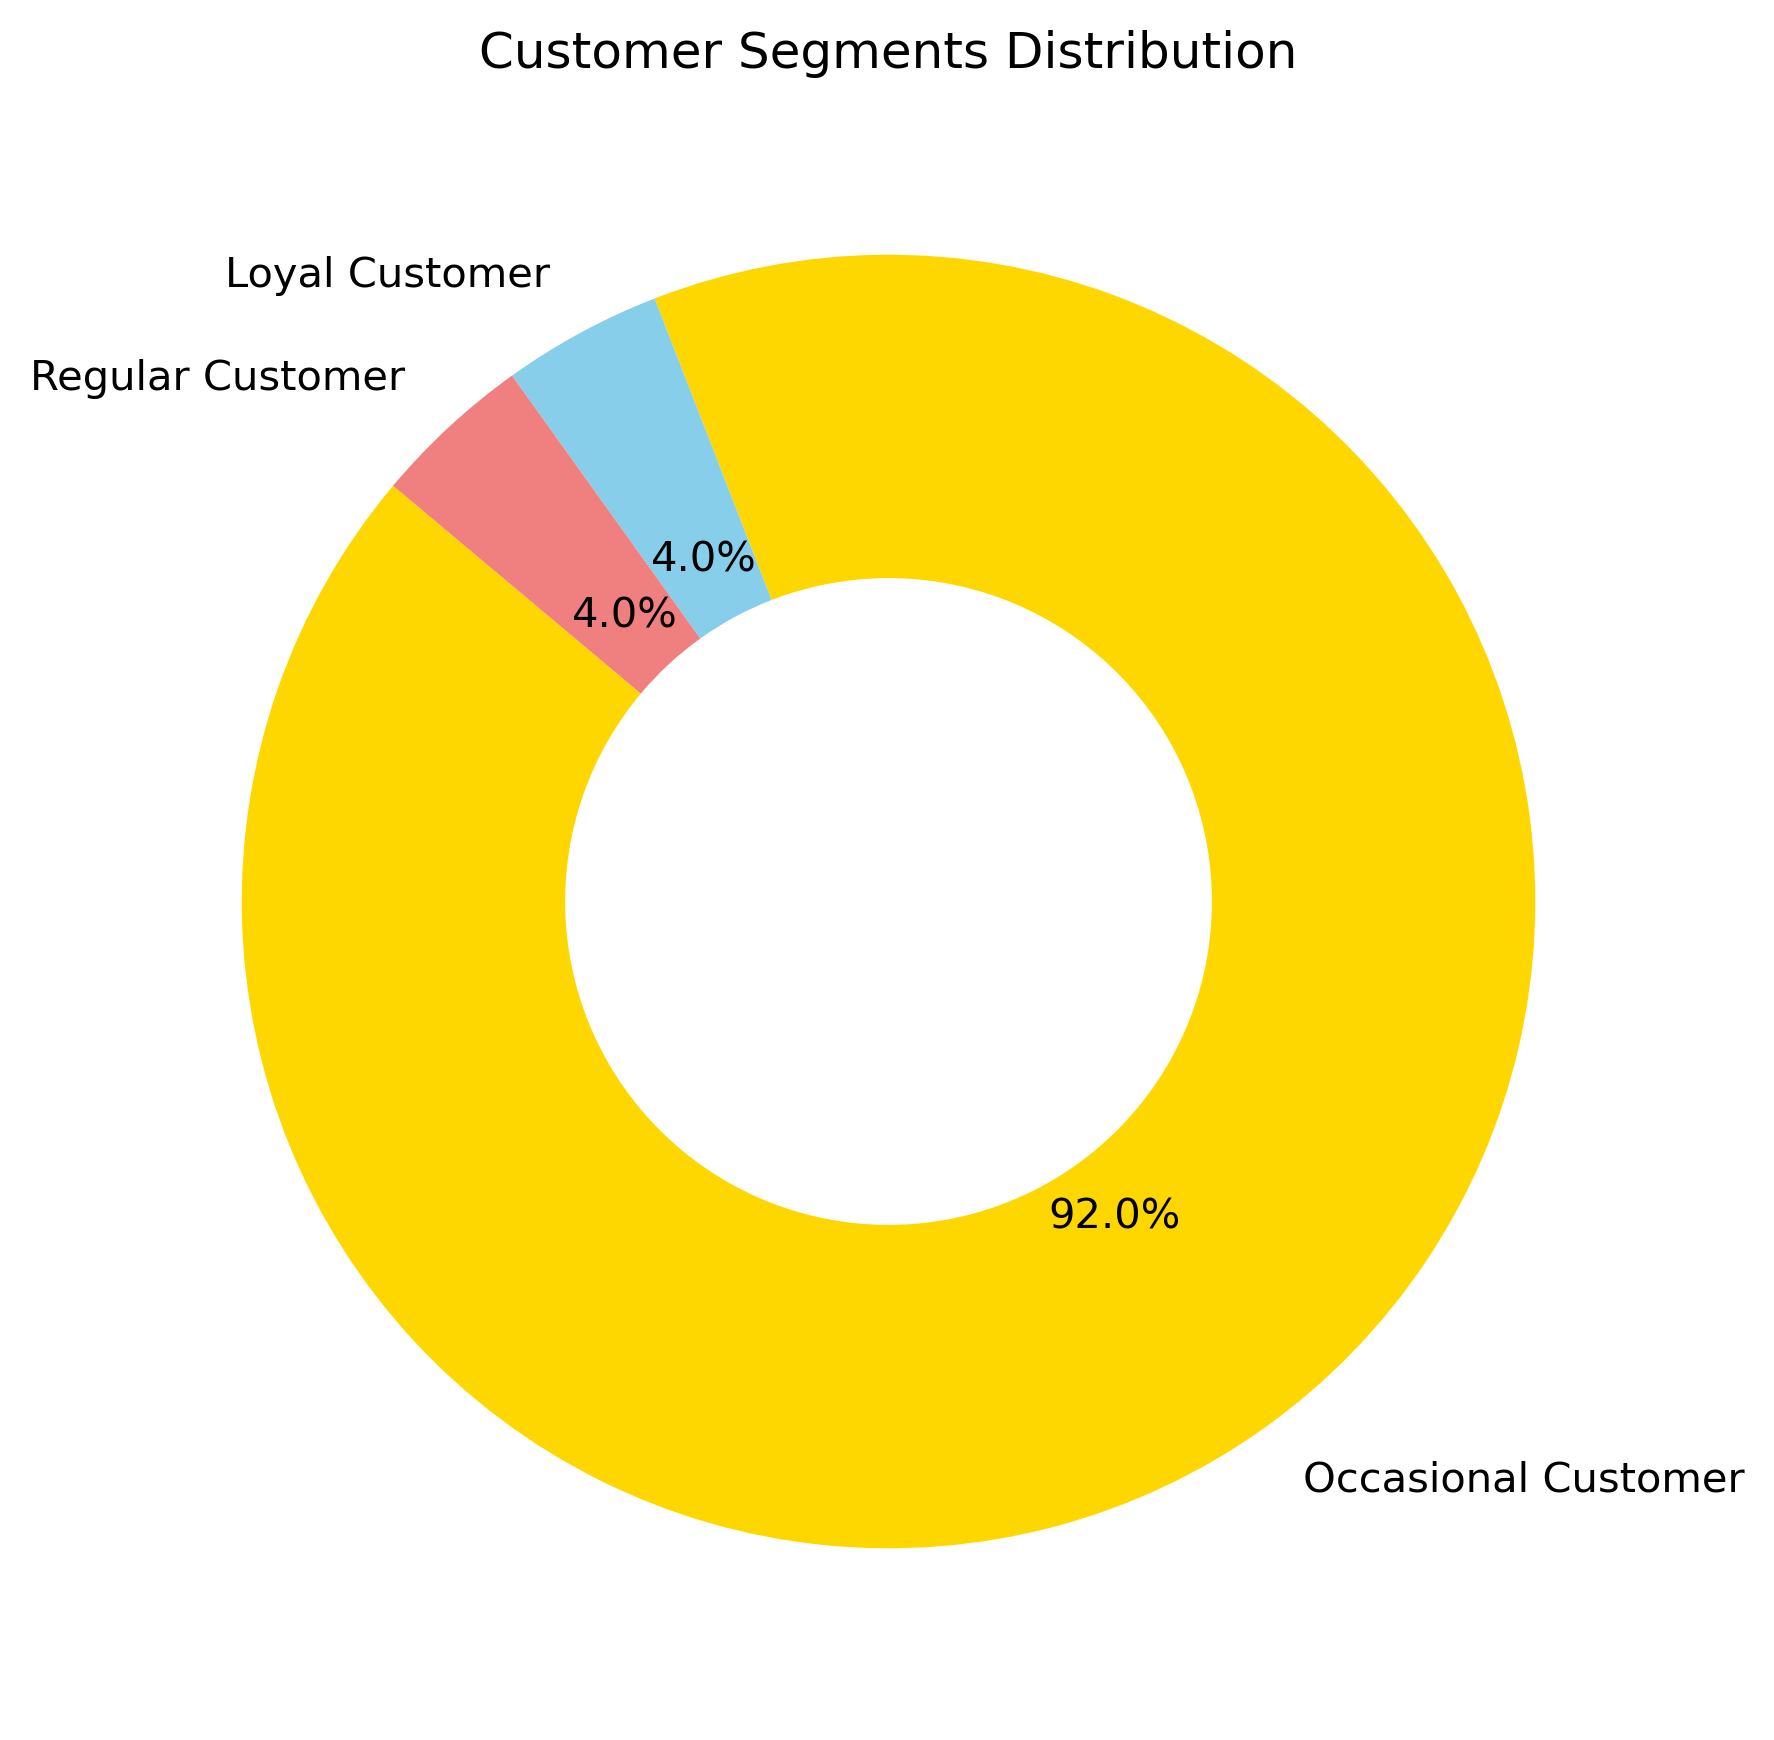 Customer Segments Distribution
Loyal Customer
Regular Customer
4.0%
4.0%
92.0%
Occasional Customer